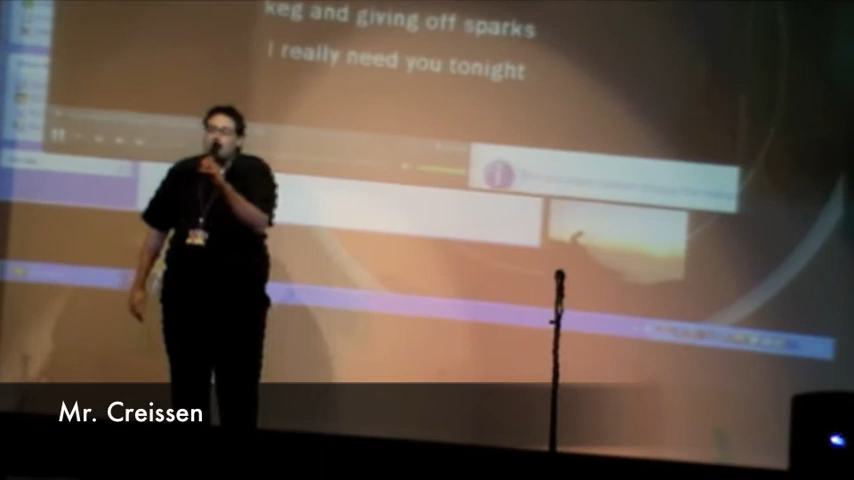 keg and giving off sparks
I really need you tonight
Mr. Creissen